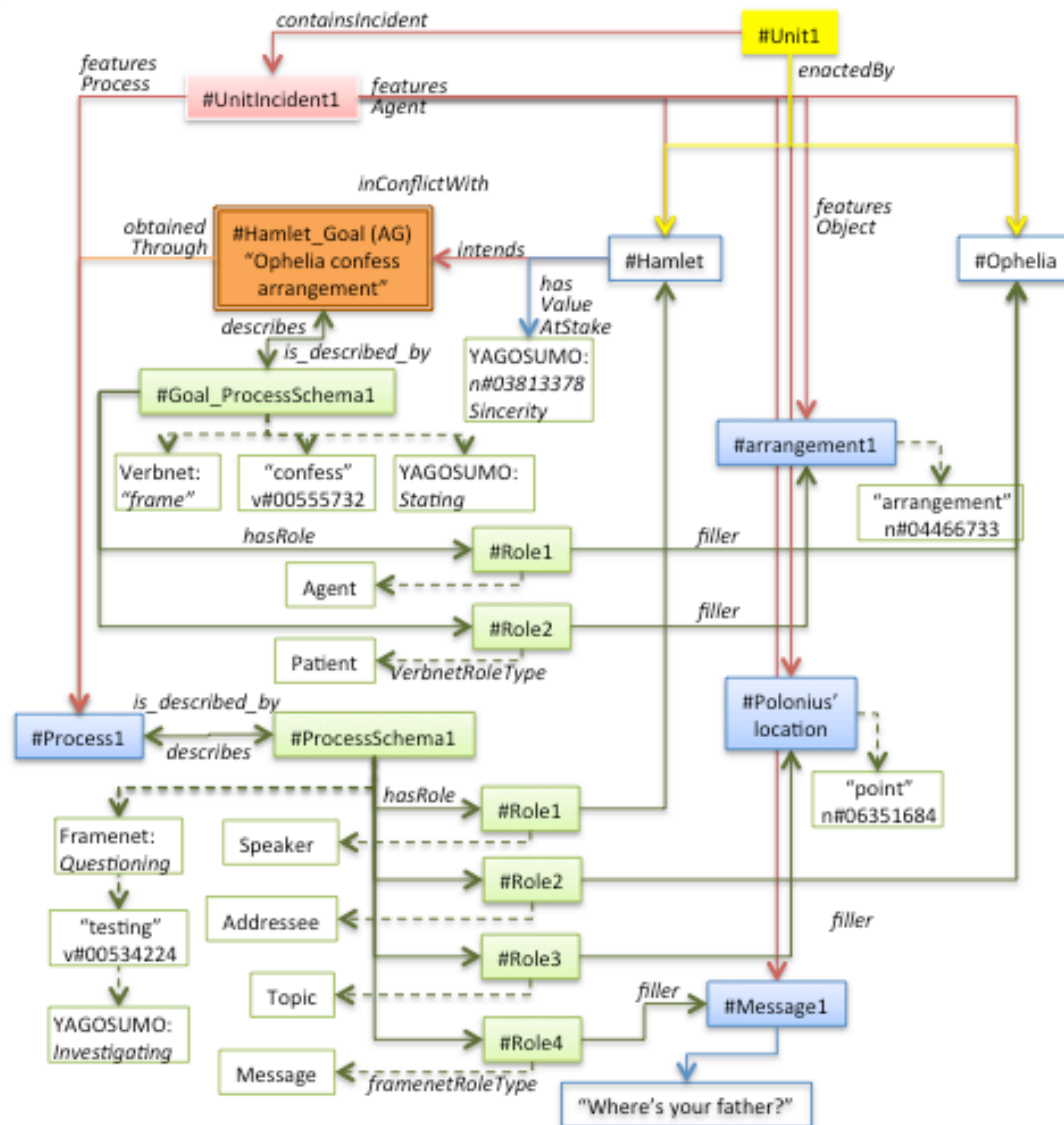 containsIncident
#Unit1
features
Process
enactedBy
#UnitIncident1
features
Agent
inConflictWith
obtained
Through
#Hamlet_Goal (AG)
“Ophelia confess
arrangement”
intends
#Hamlet
features
Object
#Ophelia
has
Value
AtStake
describes
is_described_by
YAGOSUMO:
n#03813378
Sincerity
#Goal_ProcessSchema1
#arrangement1
Verbnet:
“frame”
“confess”
v#00555732
YAGOSUMO:
Stating
“arrangement”
n#04466733
hasRole
#Role1
filler
Agent
#Role2
filler
Patient
VerbnetRoleType
is_described_by
#Process1
describes
#ProcessSchema1
#Polonius’
location
“point”
n#06351684
hasRole
#Role1
Speaker
Framenet:
Questioning
#Role2
Addressee
“testing”
v#00534224
filler
#Role3
Topic
filler
#Message1
YAGOSUMO:
Investigating
#Role4
Message
framenetRoleType
“Where’s your father?”